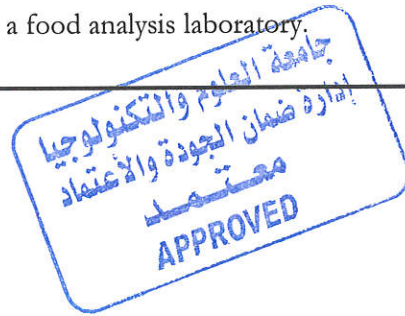 a food analysis laboratory.
جامعة العلوم والتكنولوجيا
إدارة ضمان الجودة والاعتماد
معتمد
APPROVED